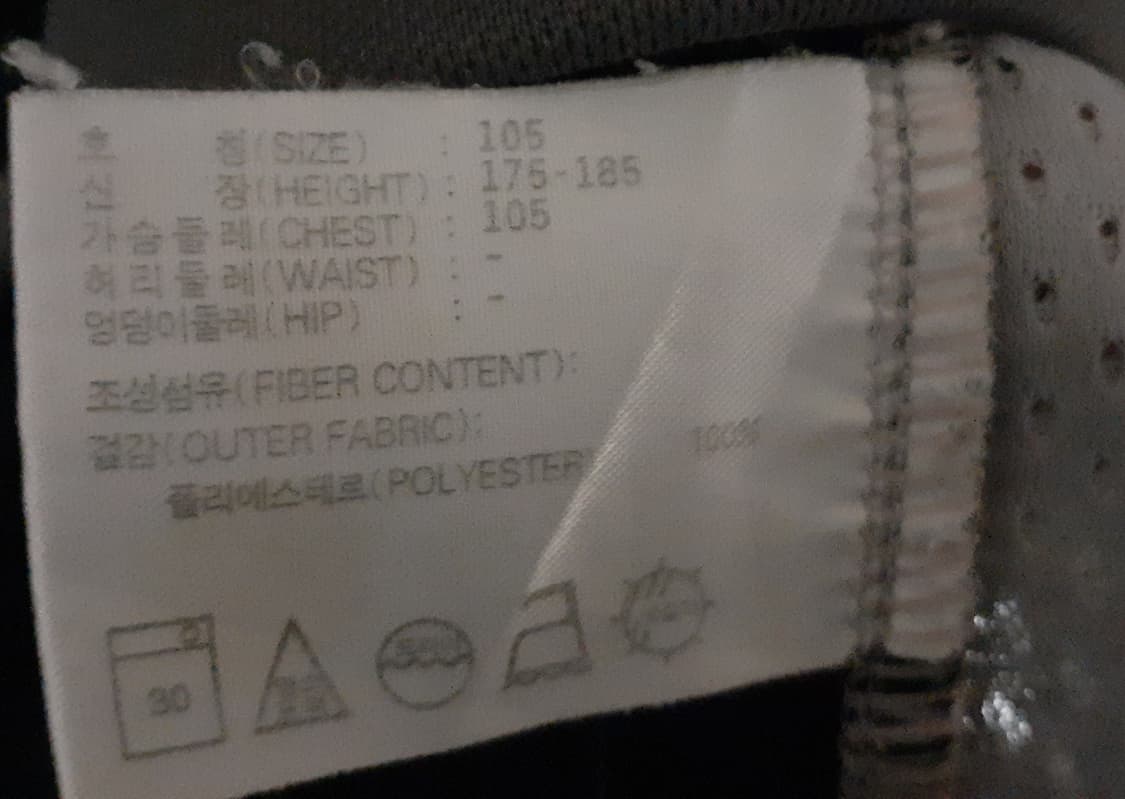 호 칭(SIZE) : 105
신 장(HEIGHT) : 175-185
가슴둘레(CHEST) : 105
허리둘레(WAIST) : -
엉덩이둘레(HIP) : -
조성섬유(FIBER CONTENT):
겉감(OUTER FABRIC):
폴리에스테르(POLYESTER) 100%
30